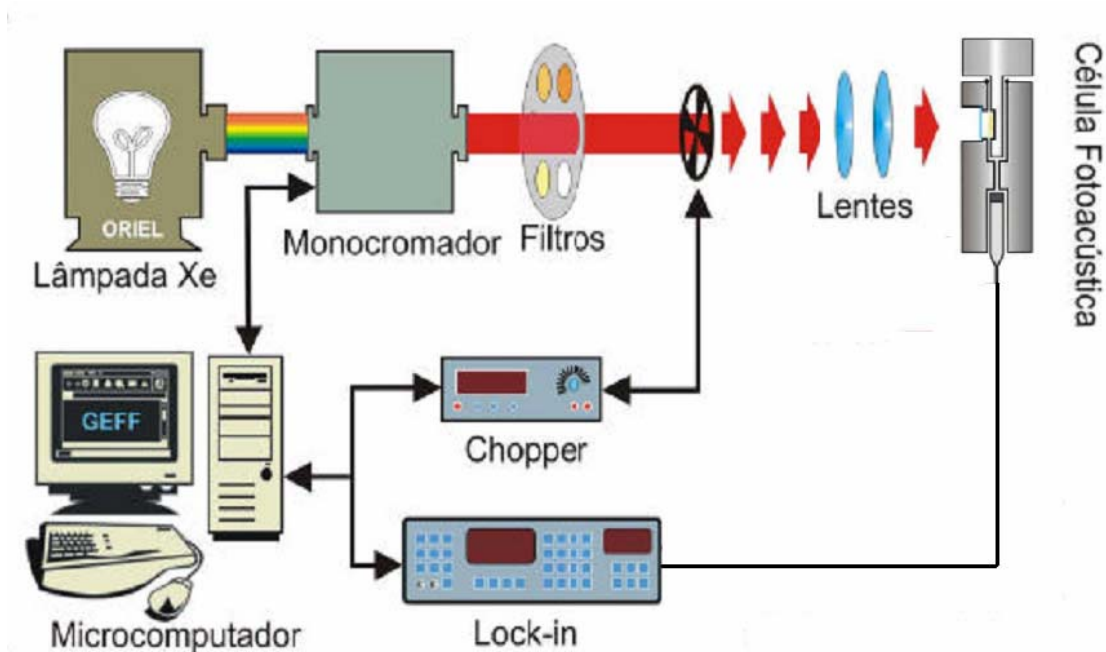 ORIEL
Lâmpada Xe
Monocromador
Filtros
Lentes
Célula Fotoacústica
GEFF
Microcomputador
Chopper
Lock-in